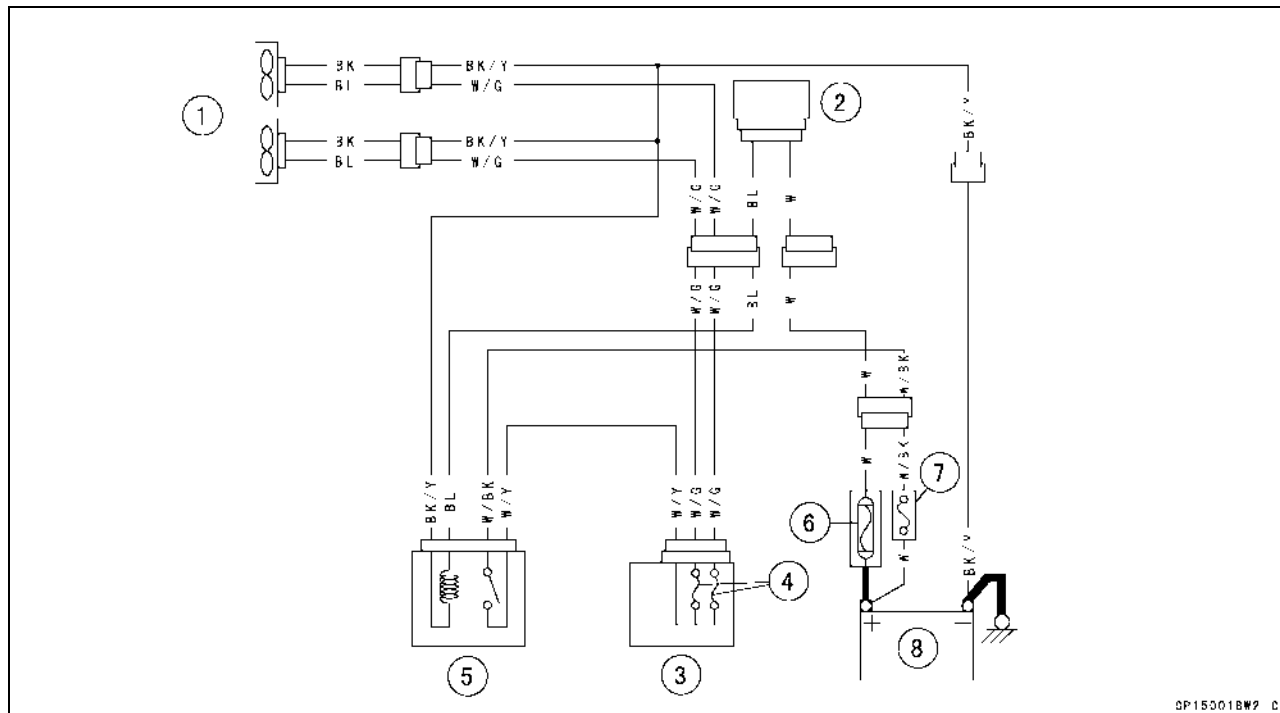 BK BK/Y
BL W/G
1
BK BK/Y
BL W/G
2
BK/Y
W/G W/G BL W
W/G W/G BL W
W W/BK
W W/BK
7
BK/Y BL W/BK W/Y
W/Y W/G W/G
6
W
BK/Y
4
+ −
8
5
3
GP15001BW2 C